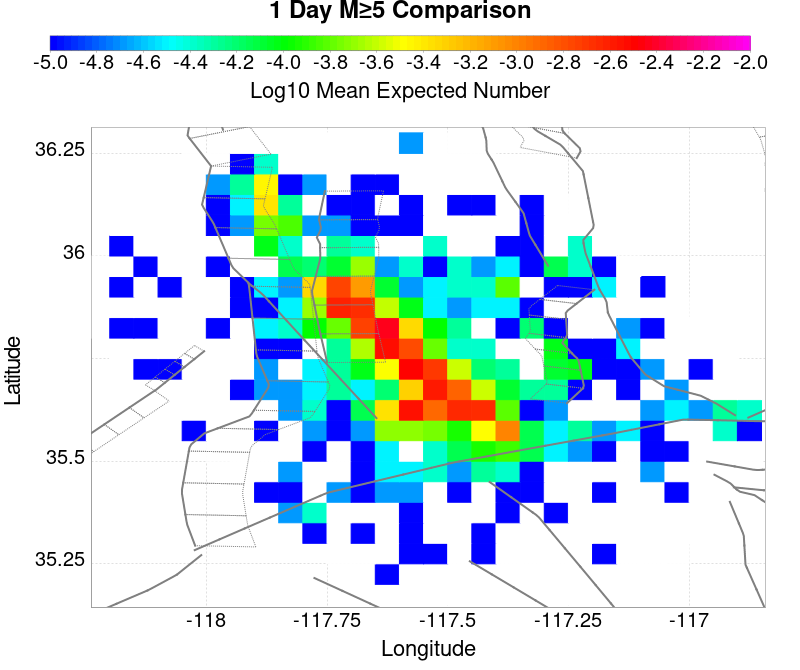 1 Day M≥5 Comparison
-5.0 -4.8 -4.6 -4.4 -4.2 -4.0 -3.8 -3.6 -3.4 -3.2 -3.0 -2.8 -2.6 -2.4 -2.2 -2.0
Log10 Mean Expected Number
36.25
36
35.5
35.25
Latitude
-118 -117.75 -117.5 -117.25 -117
Longitude